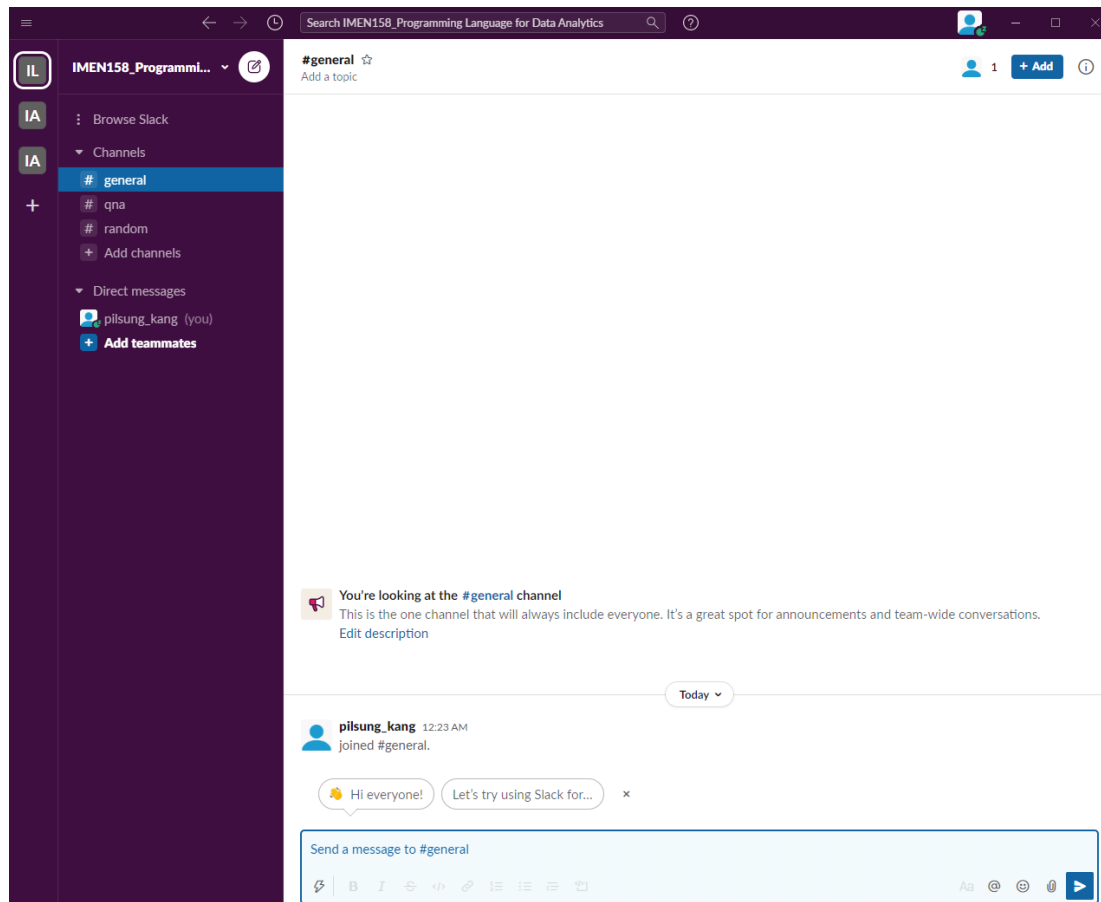 Search IMEN158_Programming Language for Data Analytics
IL
IMEN158_Programmi...
#general
Add a topic
1
+ Add
IA
Browse Slack
IA
Channels
# general
# qna
# random
+ Add channels
Direct messages
pilsung_kang (you)
+ Add teammates
You're looking at the #general channel
This is the one channel that will always include everyone. It's a great spot for announcements and team-wide conversations.
Edit description
Today
pilsung_kang 12:23 AM
joined #general.
Hi everyone!
Let's try using Slack for...
Send a message to #general
B I S </> Aa @